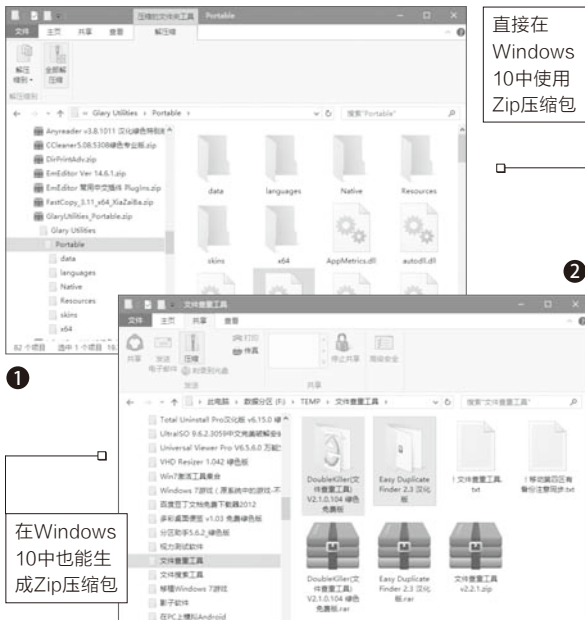 压缩的文件夹工具 Portable
文件 主页 共享 查看 解压缩
解压缩到
全部解压缩
Glary Utilities › Portable ›
搜索"Portable"
Anyreader v3.8.1011 汉化绿色特别版
CCleaner5.08.5308绿色专业版.zip
DirPrintAdv.zip
EmEditor Ver 14.6.1.zip
EmEditor 常用中文插件 PlugIns.zip
FastCopy_3.11_x64_XiaZaiBa.zip
GlaryUtilities_Portable.zip
Glary Utilities
Portable
data
languages
Native
Resources
skins
x64
data languages Native Resources
skins x64 AppMetrics.dll autodll.dll
82 个项目 选中 1 个项目
直接在
Windows
10中使用
Zip压缩包
❶
❷
文件查重工具
文件 主页 共享 查看
共享
发送
电子邮件
压缩
刻录到光盘
打印
传真
发送
停止共享
高级安全
共享
› 此电脑 › 数据分区 (F:) › TEMP › 文件查重工具 ›
搜索"文件查重工具"
Total Uninstall Pro汉化版 v6.15.0 绿
UltraISO 9.6.2.3059中文完美破解安
Universal Viewer Pro V6.5.6.0 万能
VHD Resizer 1.042 绿色版
Win7激活工具集合
Windows 7游戏(原系统中的游戏-不
百度豆丁文档免费下载器2012
多彩桌面便签 v1.03 免费绿色版
分区助手5.6.2_绿色版
视力测试软件
文件查重工具
文件搜索工具
移植Windows 7游戏
影子软件
在PC上模拟Android
DoubleKiller(文
件查重工具)
V2.1.0.104 绿色
免费版
Easy Duplicate
Finder 2.3 汉化
版
!文件查重工具.
txt
!移动第四区有
备份注意同步.txt
DoubleKiller(文
件查重工具)
V2.1.0.104 绿色
免费版.rar
Easy Duplicate
Finder 2.3 汉化
版.rar
文件查重工具
v2.2.1.zip
在Windows
10中也能生
成Zip压缩包